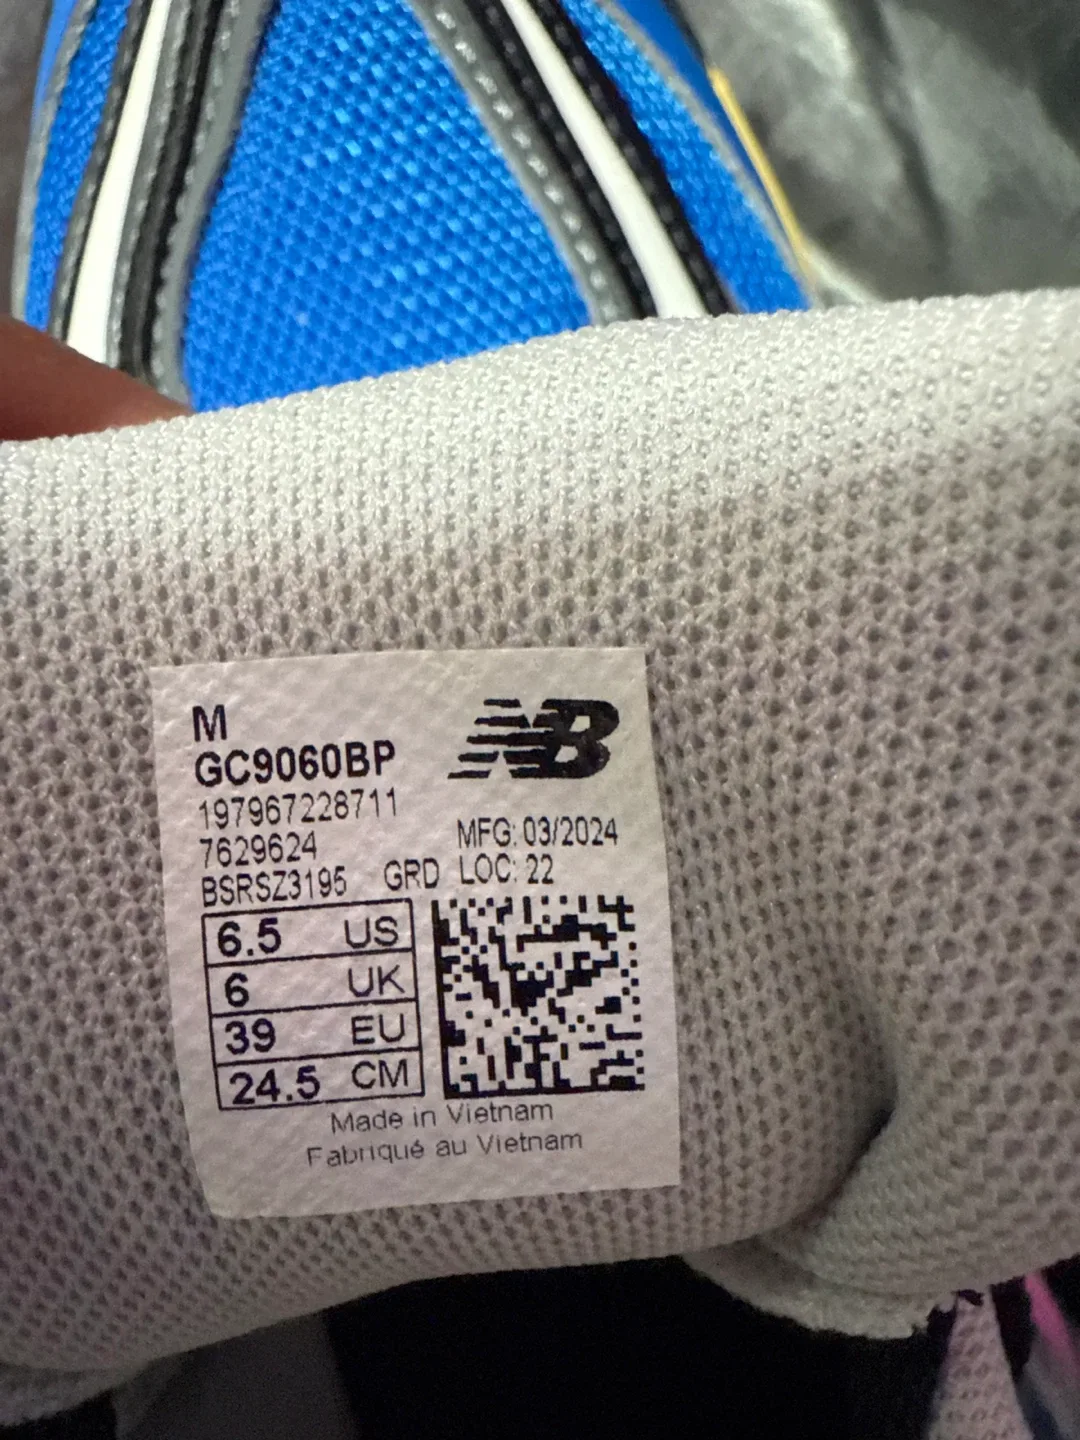 M
GC9060BP
NB
197967228711
7629624
MFG: 03/2024
BSRSZ3195 GRD LOC: 22
6.5 US
6 UK
39 EU
24.5 CM
Made in Vietnam
Fabriqué au Vietnam